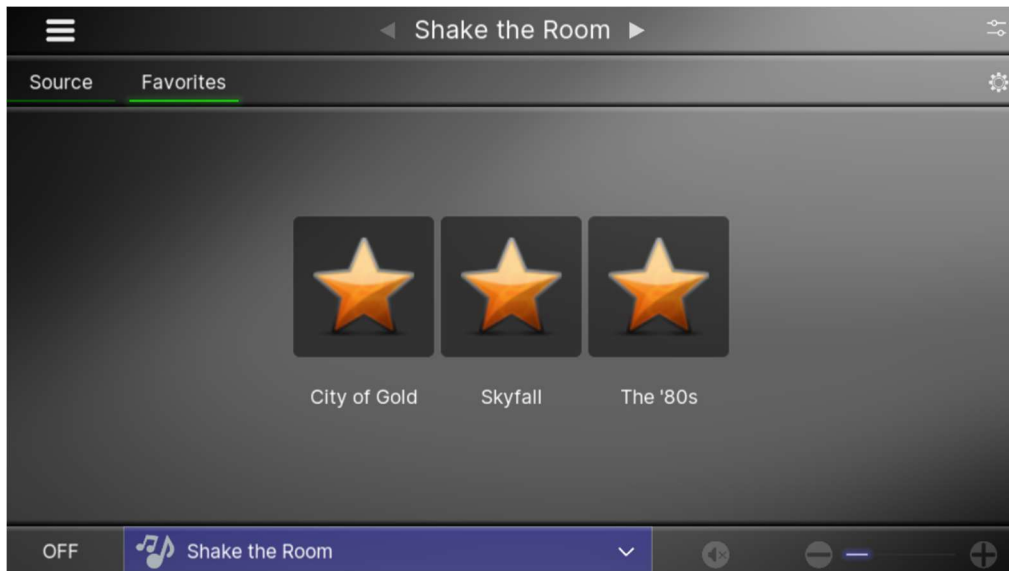 Shake the Room
Source Favorites
City of Gold Skyfall The '80s
OFF Shake the Room